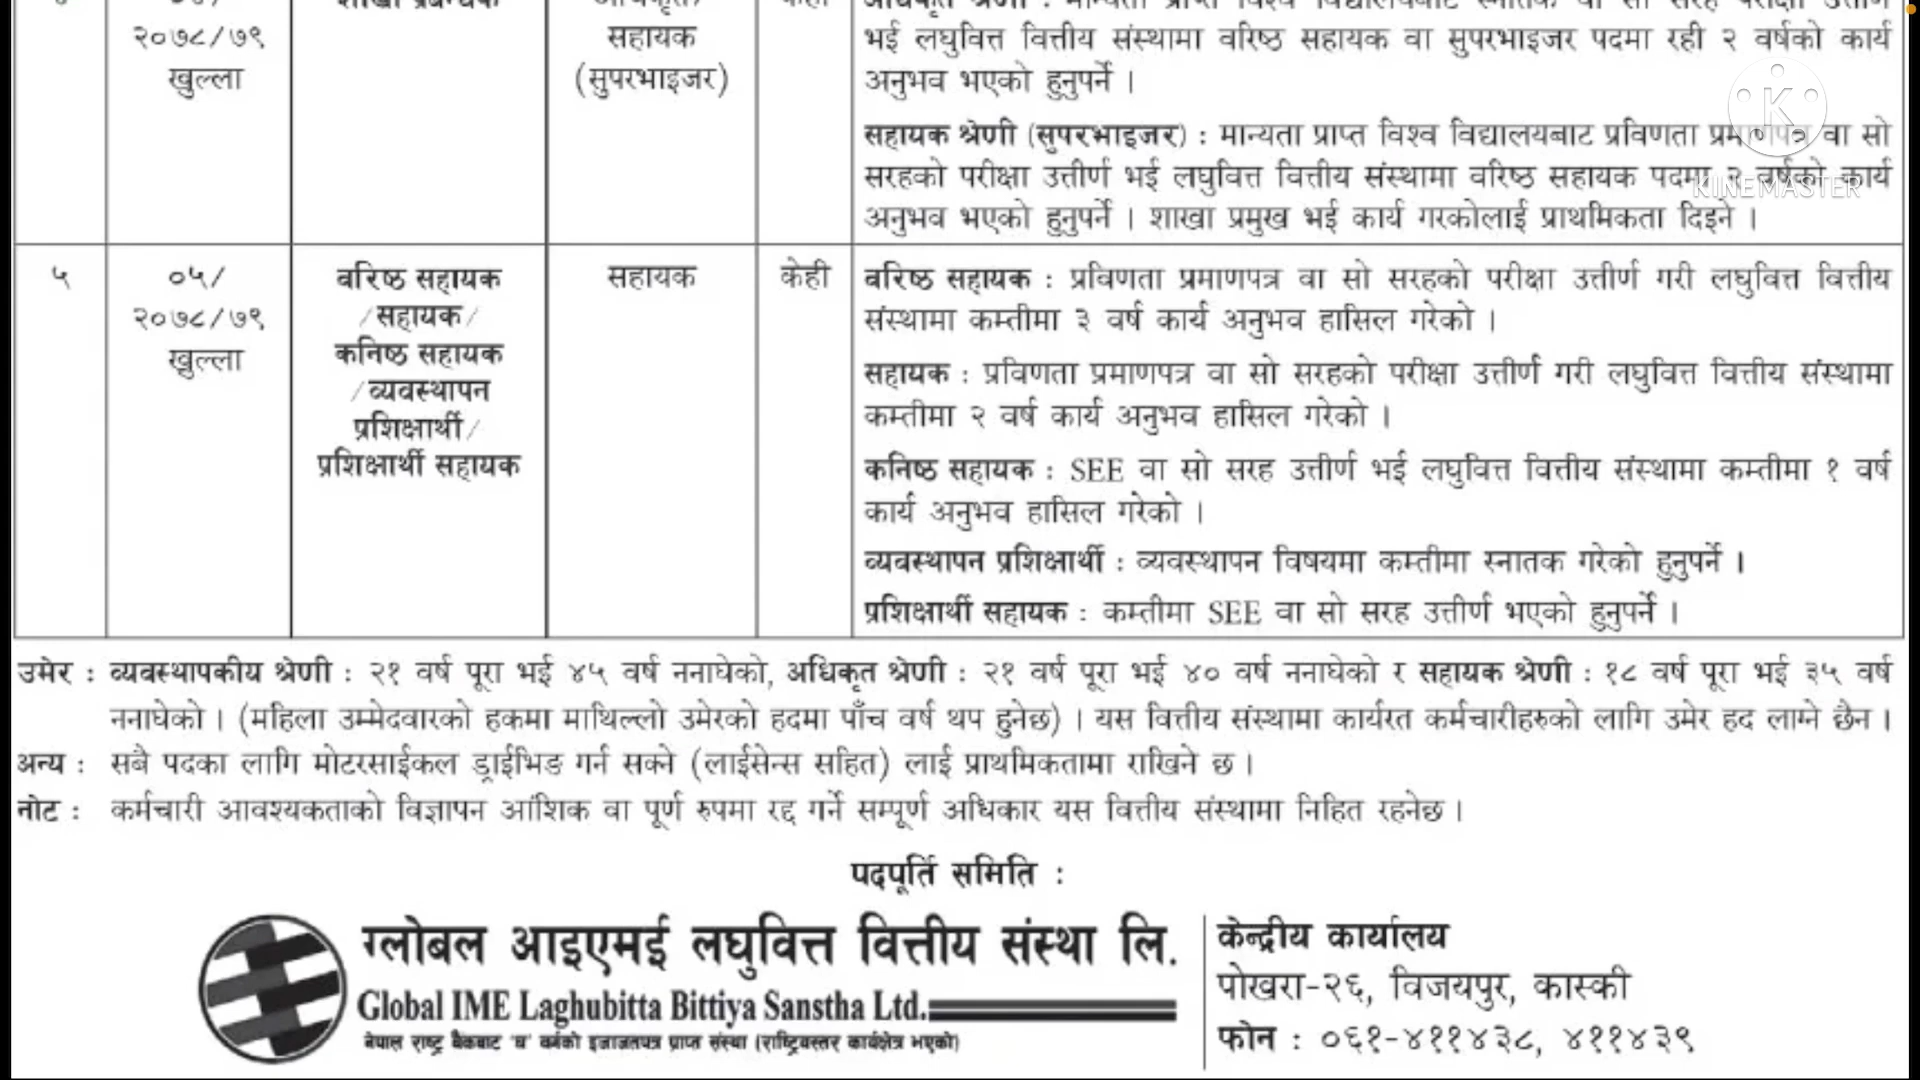 २०७८/७९
खुल्ला
सहायक
(सुपरभाइजर)
भई लघुवित्त वित्तीय संस्थामा वरिष्ठ सहायक वा सुपरभाइजर पदमा रही २ वर्षको कार्य
अनुभव भएको हुनुपर्ने ।
सहायक श्रेणी (सुपरभाइजर) : मान्यता प्राप्त विश्व विद्यालयबाट प्रविणता प्रमाणपत्र वा सो
सरहको परीक्षा उत्तीर्ण भई लघुवित्त वित्तीय संस्थामा वरिष्ठ सहायक पदमा वर्षको कार्य
अनुभव भएको हुनुपर्ने । शाखा प्रमुख भई कार्य गरकोलाई प्राथमिकता दिइने ।
K
KINEMASTER
५
०५/
२०७८/७९
खुल्ला
वरिष्ठ सहायक
/सहायक/
कनिष्ठ सहायक
/व्यवस्थापन
प्रशिक्षार्थी/
प्रशिक्षार्थी सहायक
सहायक
केही
वरिष्ठ सहायक : प्रविणता प्रमाणपत्र वा सो सरहको परीक्षा उत्तीर्ण गरी लघुवित्त वित्तीय
संस्थामा कम्तीमा ३ वर्ष कार्य अनुभव हासिल गरेको ।
सहायक : प्रविणता प्रमाणपत्र वा सो सरहको परीक्षा उत्तीर्ण गरी लघुवित्त वित्तीय संस्थामा
कम्तीमा २ वर्ष कार्य अनुभव हासिल गरेको ।
कनिष्ठ सहायक : SEE वा सो सरह उत्तीर्ण भई लघुवित्त वित्तीय संस्थामा कम्तीमा १ वर्ष
कार्य अनुभव हासिल गरेको ।
व्यवस्थापन प्रशिक्षार्थी : व्यवस्थापन विषयमा कम्तीमा स्नातक गरेको हुनुपर्ने ।
प्रशिक्षार्थी सहायक : कम्तीमा SEE वा सो सरह उत्तीर्ण भएको हुनुपर्ने ।
उमेर : व्यवस्थापकीय श्रेणी : २१ वर्ष पूरा भई ४५ वर्ष ननाघेको, अधिकृत श्रेणी : २१ वर्ष पूरा भई ४० वर्ष ननाघेको र सहायक श्रेणी : १८ वर्ष पूरा भई ३५ वर्ष
ननाघेको । (महिला उम्मेदवारको हकमा माथिल्लो उमेरको हदमा पाँच वर्ष थप हुनेछ) । यस वित्तीय संस्थामा कार्यरत कर्मचारीहरुको लागि उमेर हद लाग्ने छैन ।
अन्य : सबै पदका लागि मोटरसाईकल ड्राईभिङ गर्न सक्ने (लाईसेन्स सहित) लाई प्राथमिकतामा राखिने छ ।
नोट : कर्मचारी आवश्यकताको विज्ञापन आंशिक वा पूर्ण रुपमा रद्द गर्ने सम्पूर्ण अधिकार यस वित्तीय संस्थामा निहित रहनेछ ।
पदपूर्ति समिति :
ग्लोबल आइएमई लघुवित्त वित्तीय संस्था लि.
Global IME Laghubitta Bittiya Sanstha Ltd.
नेपाल राष्ट्र बैंकबाट 'घ' वर्गको इजाजतपत्र प्राप्त संस्था (राष्ट्रियस्तर कार्यक्षेत्र भएको)
केन्द्रीय कार्यालय
पोखरा-२६, विजयपुर, कास्की
फोन : ०६१-४११४३८, ४११४३९